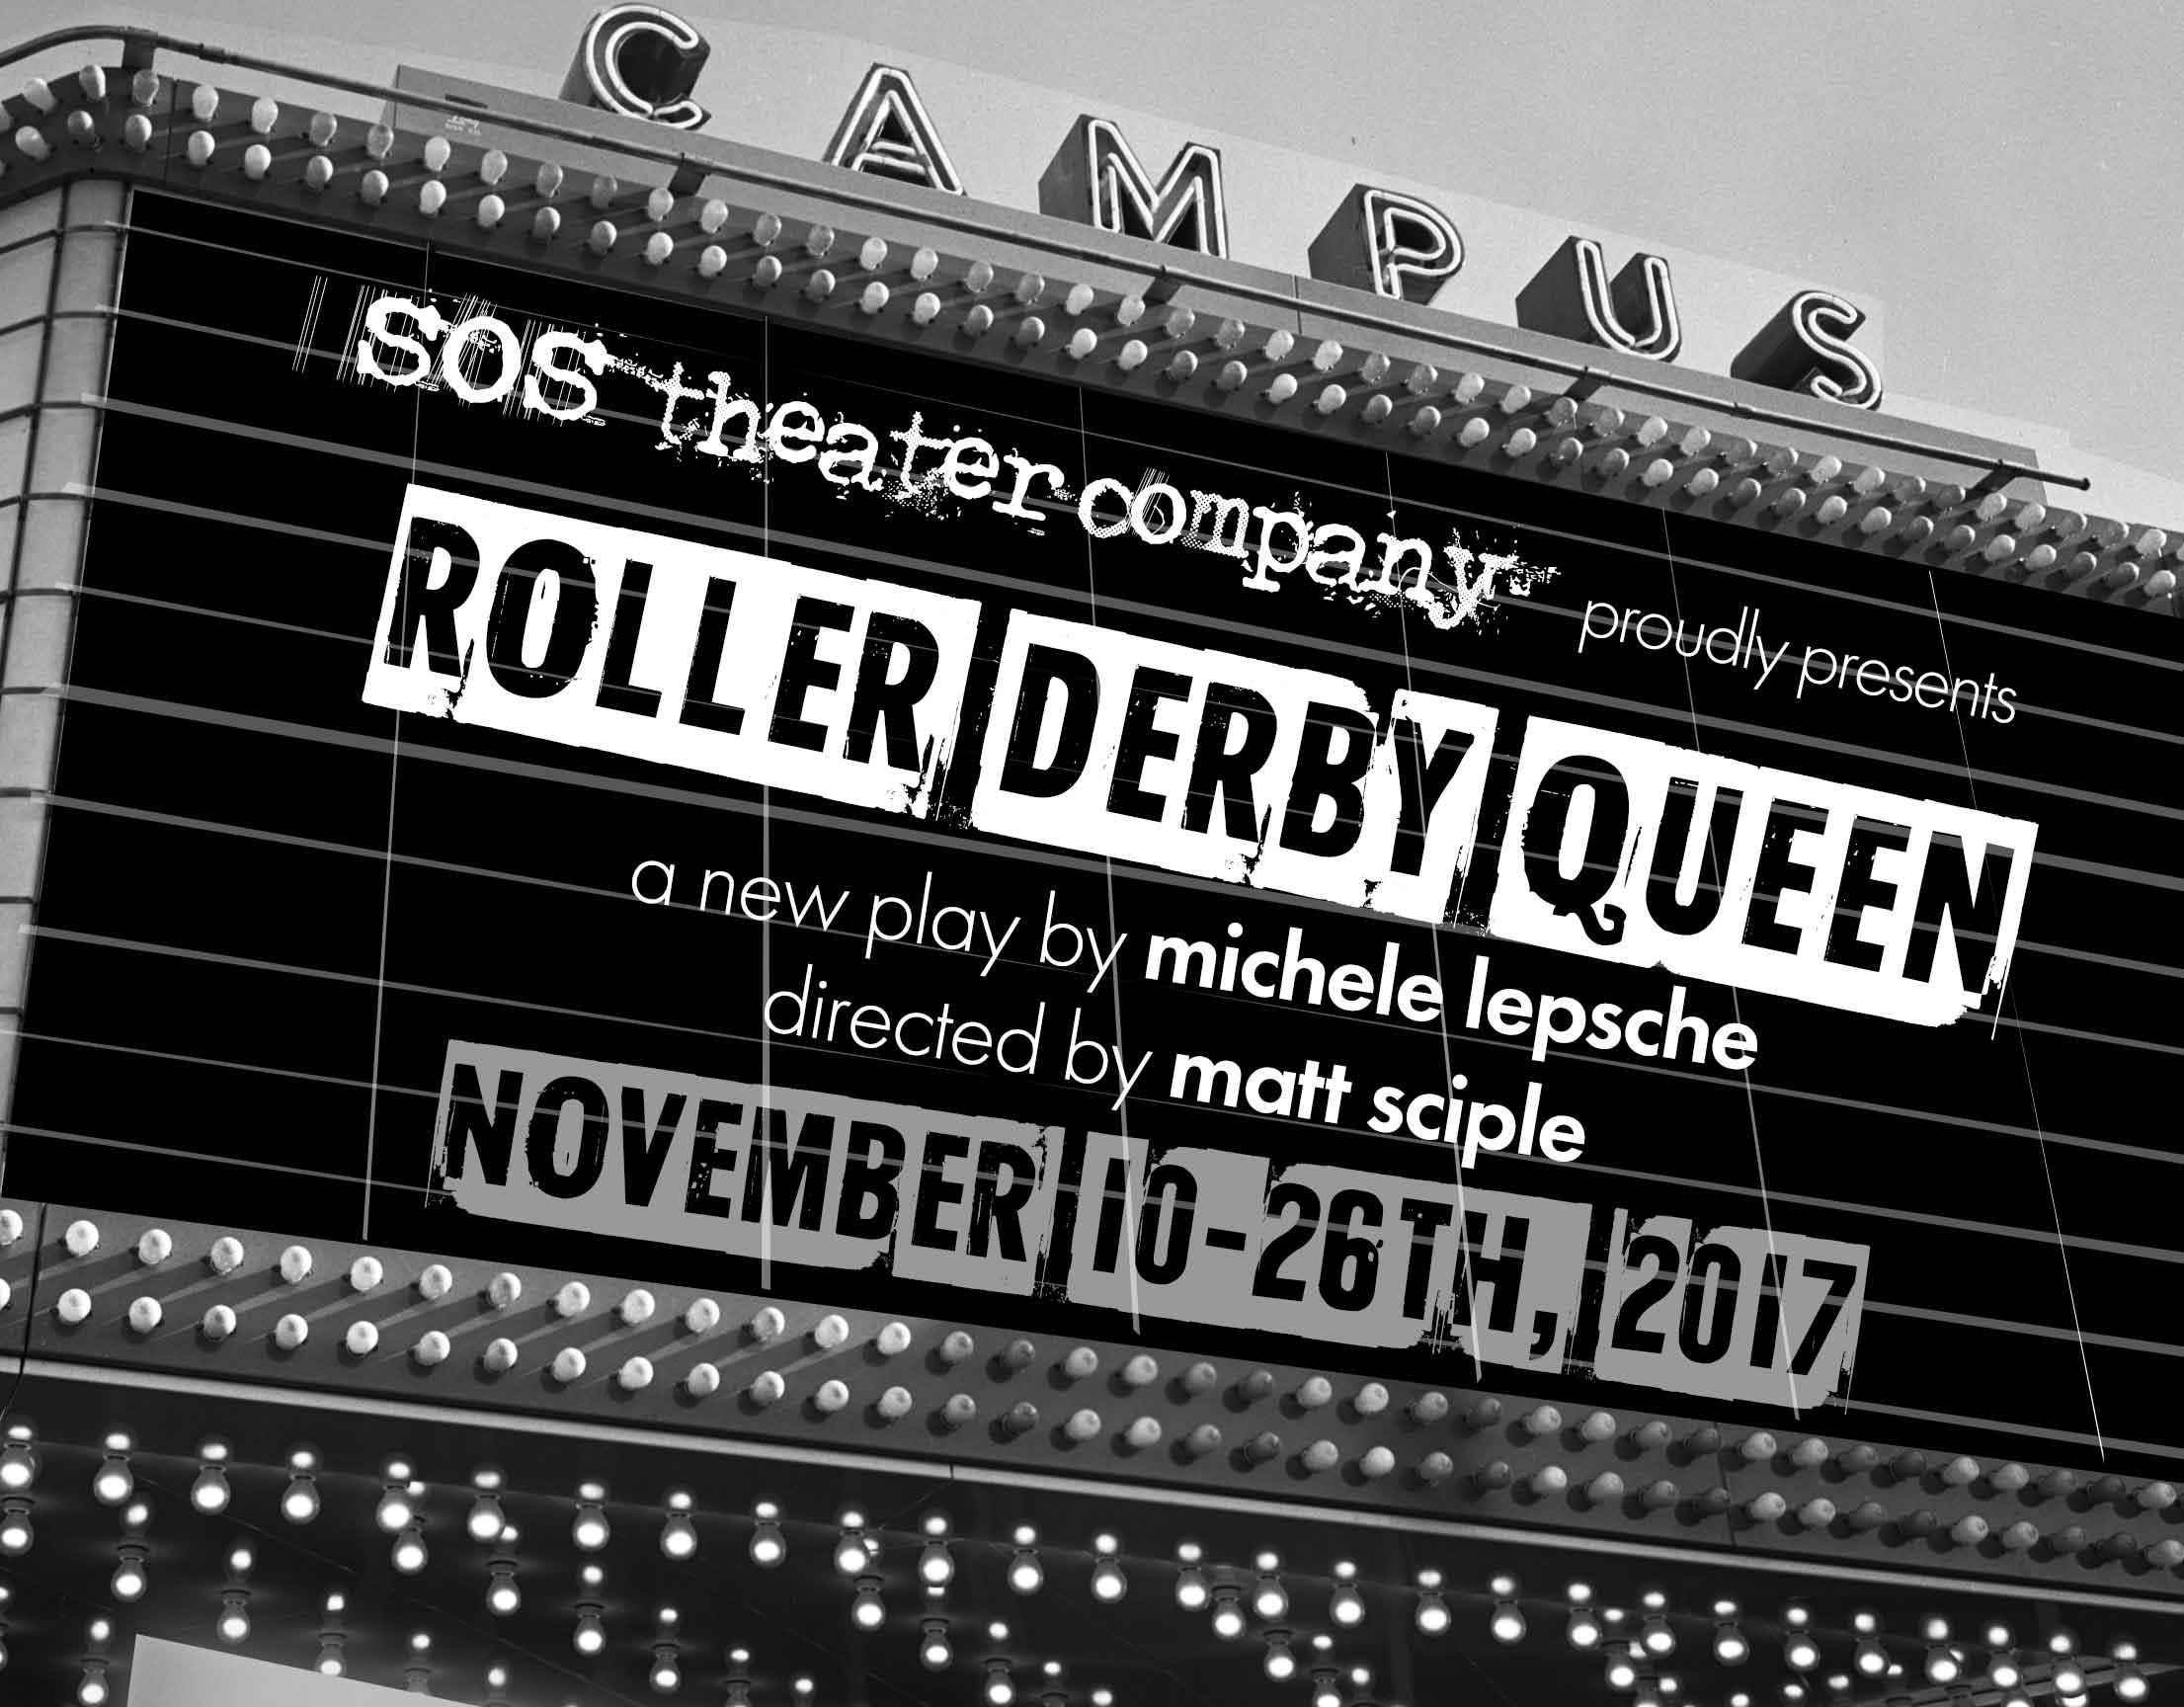 CAMPUS
sos theater company proudly presents
ROLLER DERBY QUEEN
a new play by michele lepsche
directed by matt sciple
NOVEMBER 10-26TH, 2017